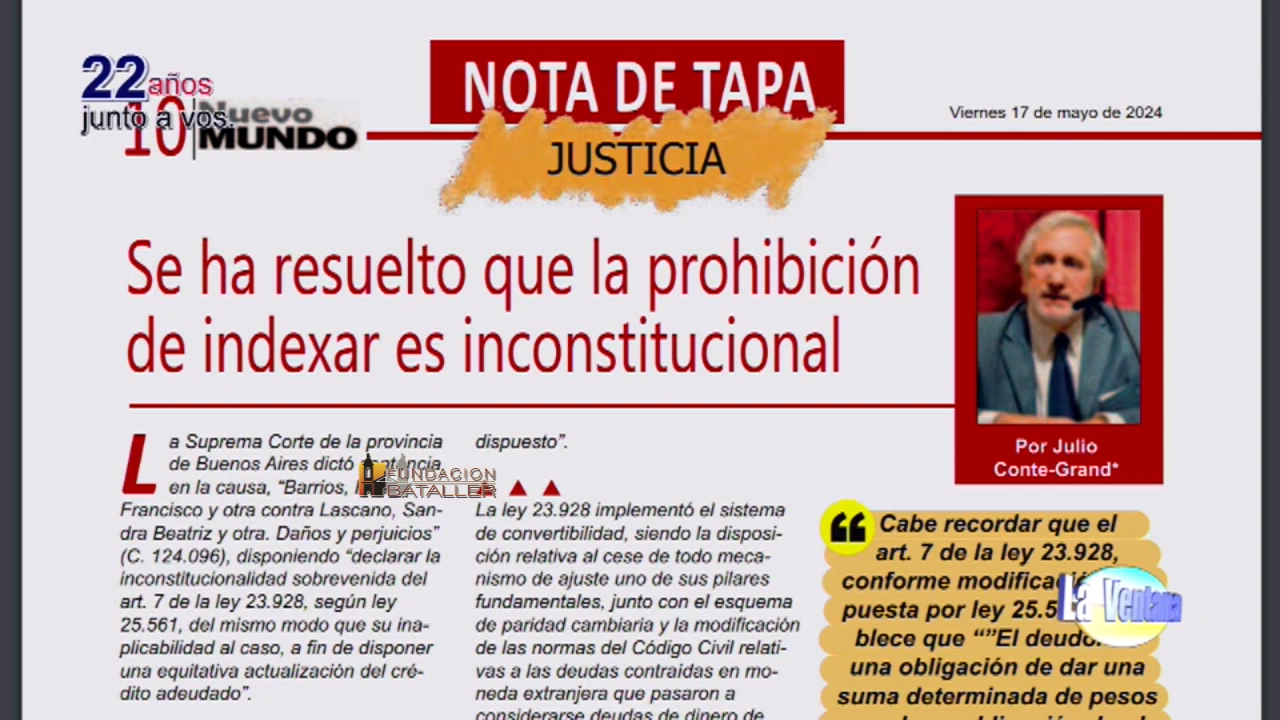 22 años
junto a vos.
10 Nuevo
MUNDO
NOTA DE TAPA
JUSTICIA
Viernes 17 de mayo de 2024
Se ha resuelto que la prohibición
de indexar es inconstitucional
Por Julio
Conte-Grand*
La Suprema Corte de la provincia
de Buenos Aires dictó sentencia
en la causa, “Barrios,
Francisco y otra contra Lascano, San-
dra Beatriz y otra. Daños y perjuicios”
(C. 124.096), disponiendo “declarar la
inconstitucionalidad sobrevenida del
art. 7 de la ley 23.928, según ley
25.561, del mismo modo que su ina-
plicabilidad al caso, a fin de disponer
una equitativa actualización del cré-
dito adeudado”.
FUNDACION
BATALLER
dispuesto”.
La ley 23.928 implementó el sistema
de convertibilidad, siendo la disposi-
ción relativa al cese de todo meca-
nismo de ajuste uno de sus pilares
fundamentales, junto con el esquema
de paridad cambiaria y la modificación
de las normas del Código Civil relati-
vas a las deudas contraidas en mo-
neda extranjera que pasaron a
considerarse deudas de dinero de
“ Cabe recordar que el
art. 7 de la ley 23.928,
conforme modificac
puesta por ley 25.5
blece que “”El deudo
una obligación de dar una
suma determinada de pesos
La Ventana